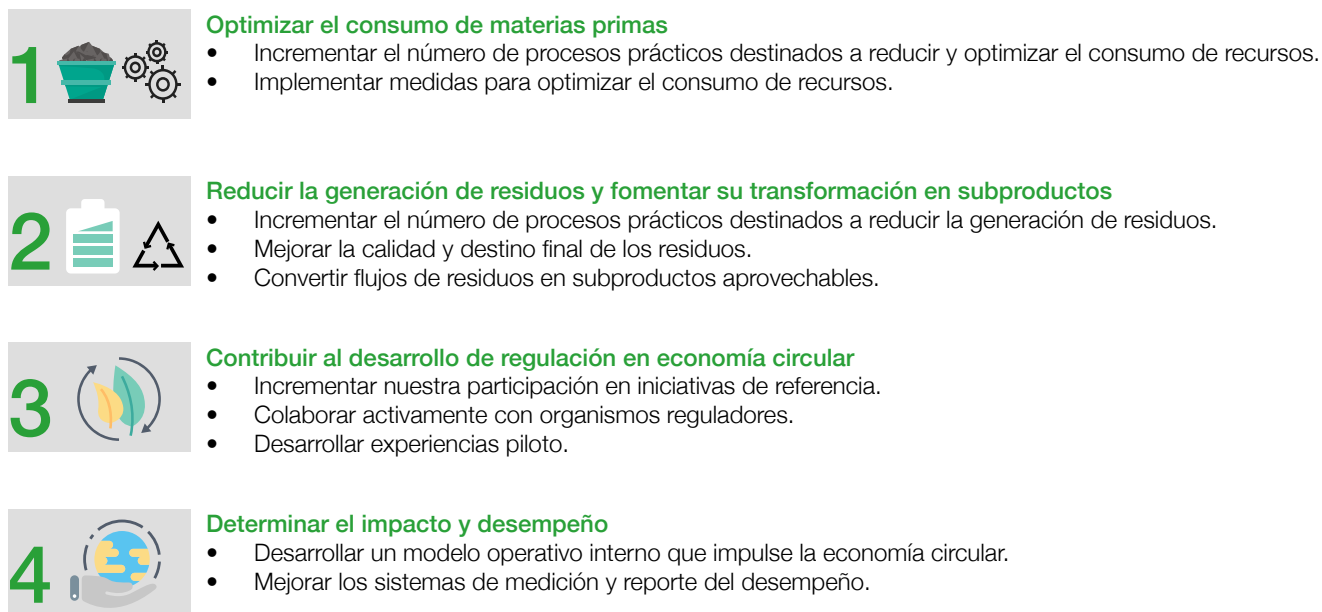 1
Optimizar el consumo de materias primas
• Incrementar el número de procesos prácticos destinados a reducir y optimizar el consumo de recursos.
• Implementar medidas para optimizar el consumo de recursos.
2
Reducir la generación de residuos y fomentar su transformación en subproductos
• Incrementar el número de procesos prácticos destinados a reducir la generación de residuos.
• Mejorar la calidad y destino final de los residuos.
• Convertir flujos de residuos en subproductos aprovechables.
3
Contribuir al desarrollo de regulación en economía circular
• Incrementar nuestra participación en iniciativas de referencia.
• Colaborar activamente con organismos reguladores.
• Desarrollar experiencias piloto.
4
Determinar el impacto y desempeño
• Desarrollar un modelo operativo interno que impulse la economía circular.
• Mejorar los sistemas de medición y reporte del desempeño.